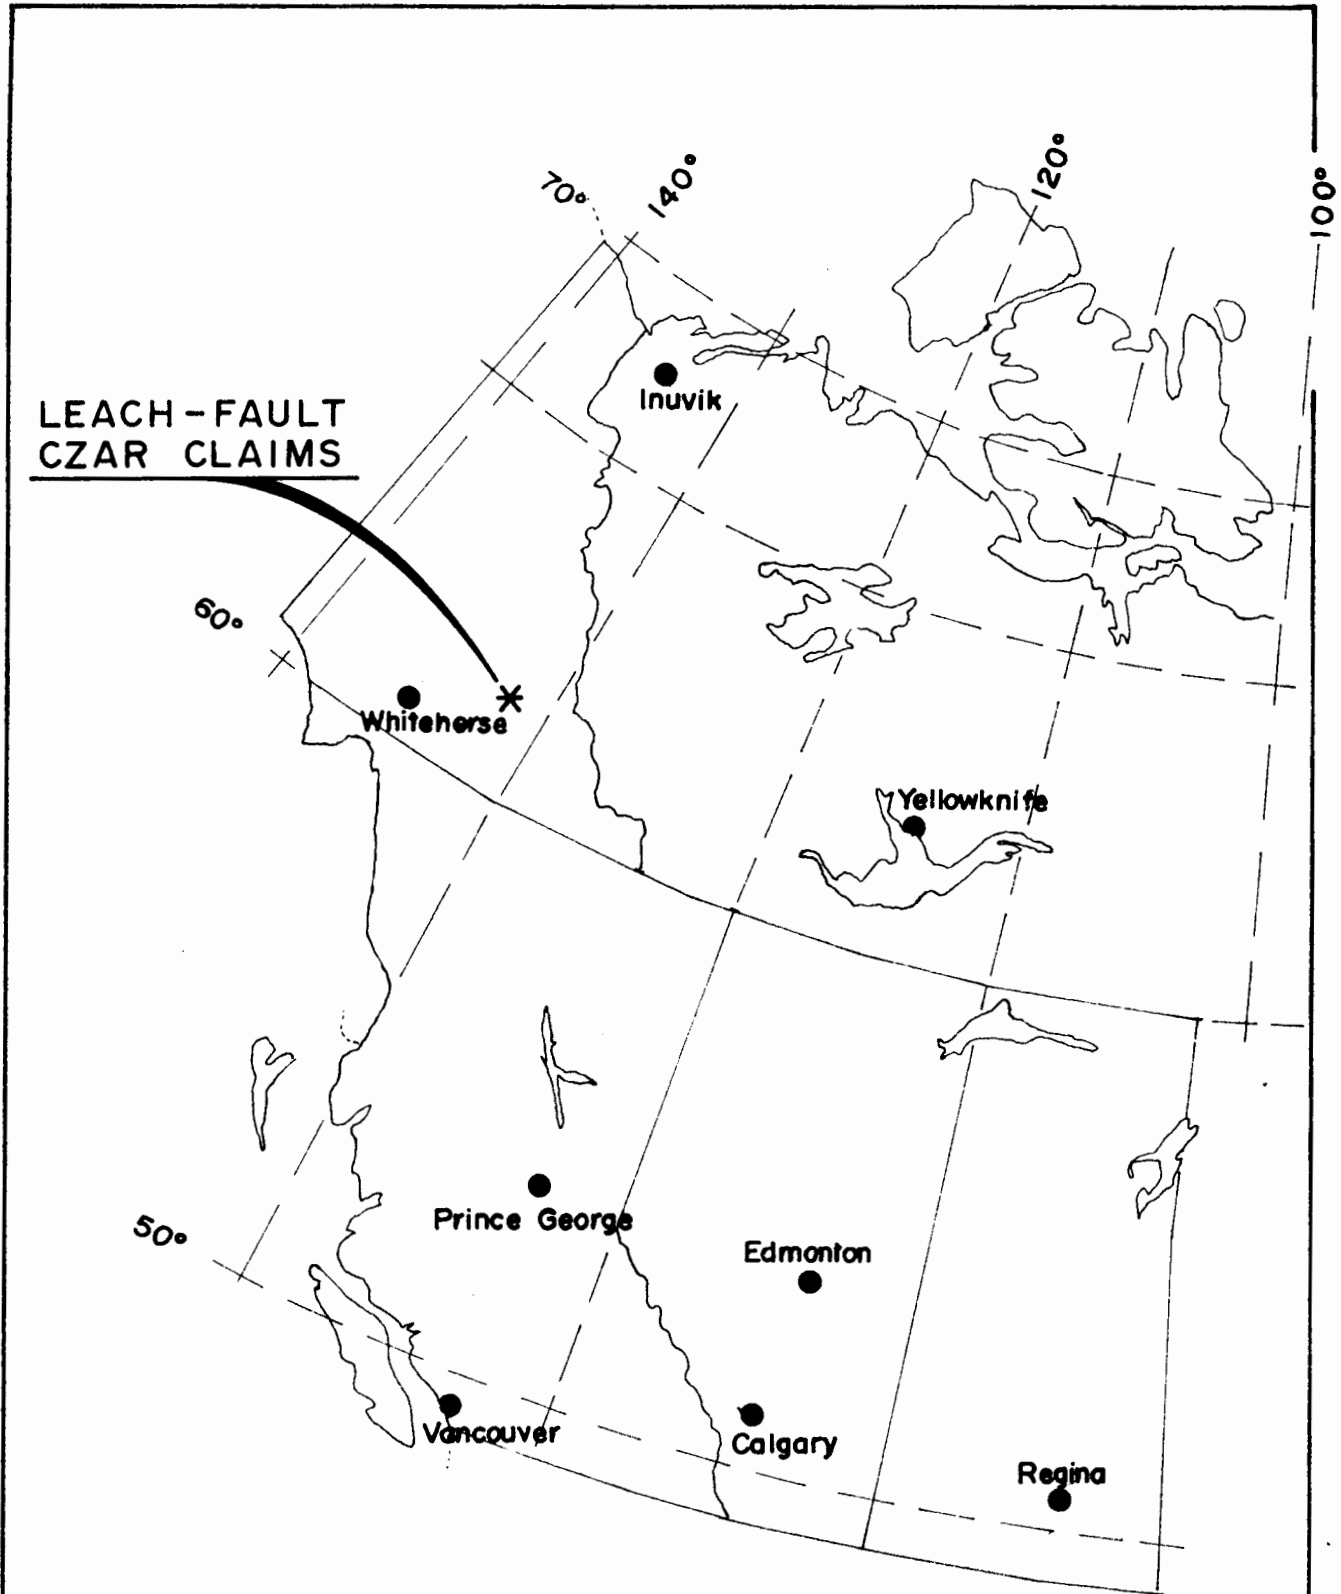 70°
140°
120°
100°
Inuvik
LEACH-FAULT
CZAR CLAIMS
60°
Whitehorse
Yellowknife
50°
Prince George
Edmonton
Vancouver
Calgary
Regina